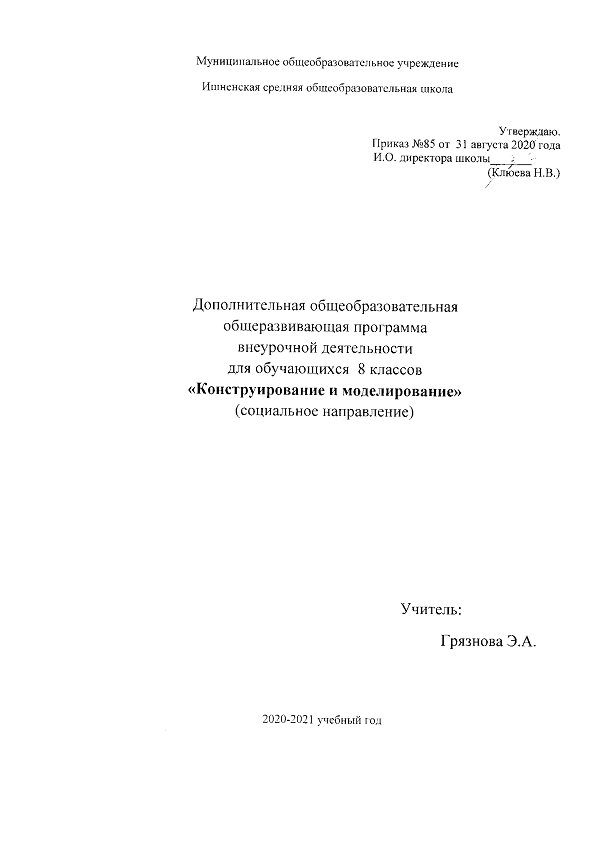 Муниципальное общеобразовательное учреждение
Ишненская средняя общеобразовательная школа
Утверждаю.
Приказ №85 от 31 августа 2020 года
И.О. директора школы_______
(Клюева Н.В.)
Дополнительная общеобразовательная
общеразвивающая программа
внеурочной деятельности
для обучающихся 8 классов
«Конструирование и моделирование»
(социальное направление)
Учитель:
Грязнова Э.А.
2020-2021 учебный год